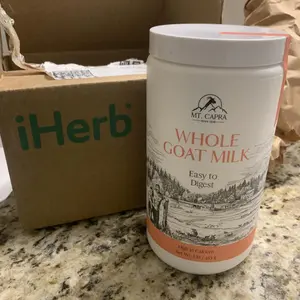 iHerb
MT. CAPRA
WHOLE
GOAT MILK
Easy to
Digest